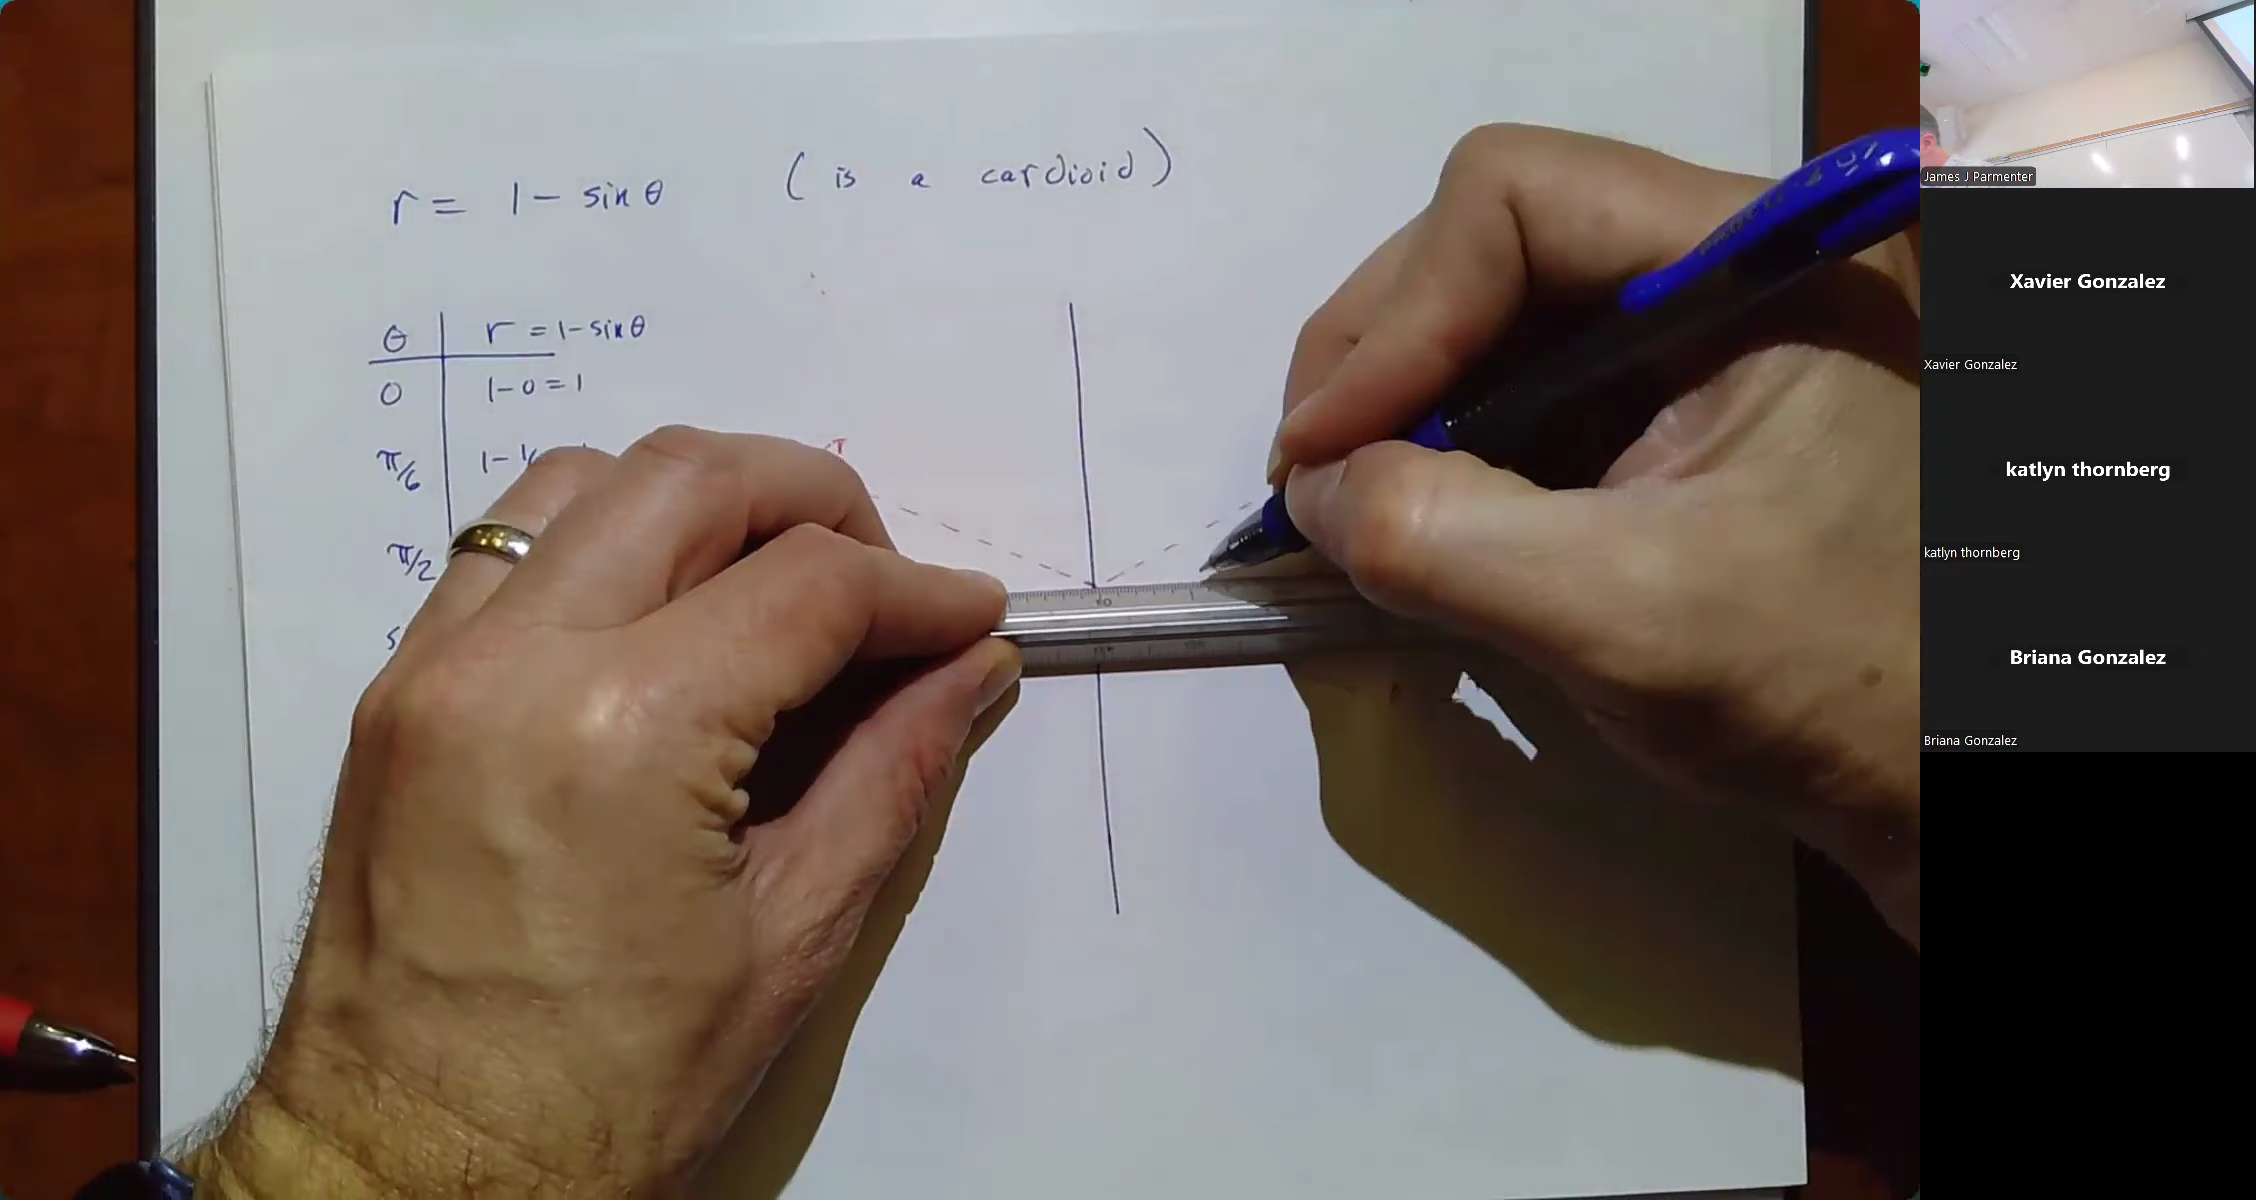 r = 1 - sin θ ( is a cardioid )
θ r = 1 - sin θ
0 1 - 0 = 1
π/6 1 -
π/2
James J Parmenter
Xavier Gonzalez
Xavier Gonzalez
katlyn thornberg
katlyn thornberg
Briana Gonzalez
Briana Gonzalez